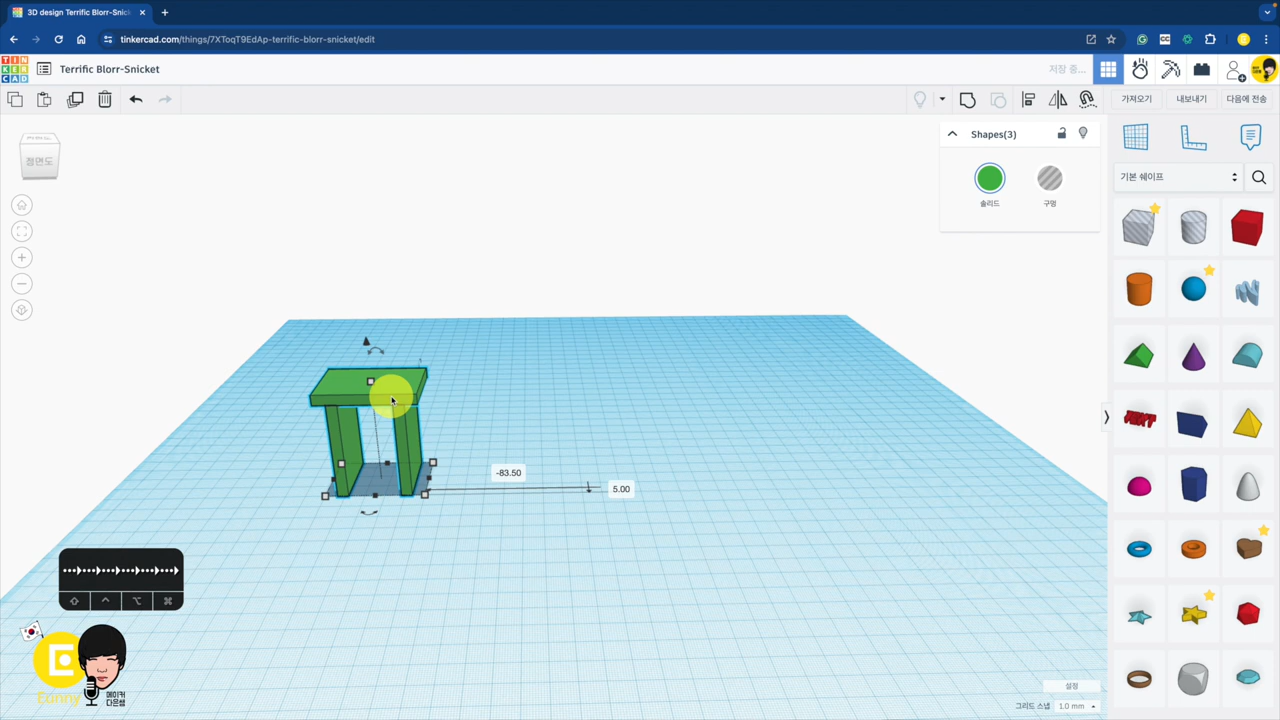 3D design Terrific Blorr-Snic
tinkercad.com/things/7XToqT9EdAp-terrific-blorr-snicket/edit
TIN
KER
CAD
Terrific Blorr-Snicket
저장 중...
가져오기
내보내기
다음에 전송
정면도
Shapes(3)
솔리드
구멍
기본 쉐이프
TEXT
-83.50
5.00
Eunny
메이커
다은쌤
설정
그리드 스냅
1.0 mm